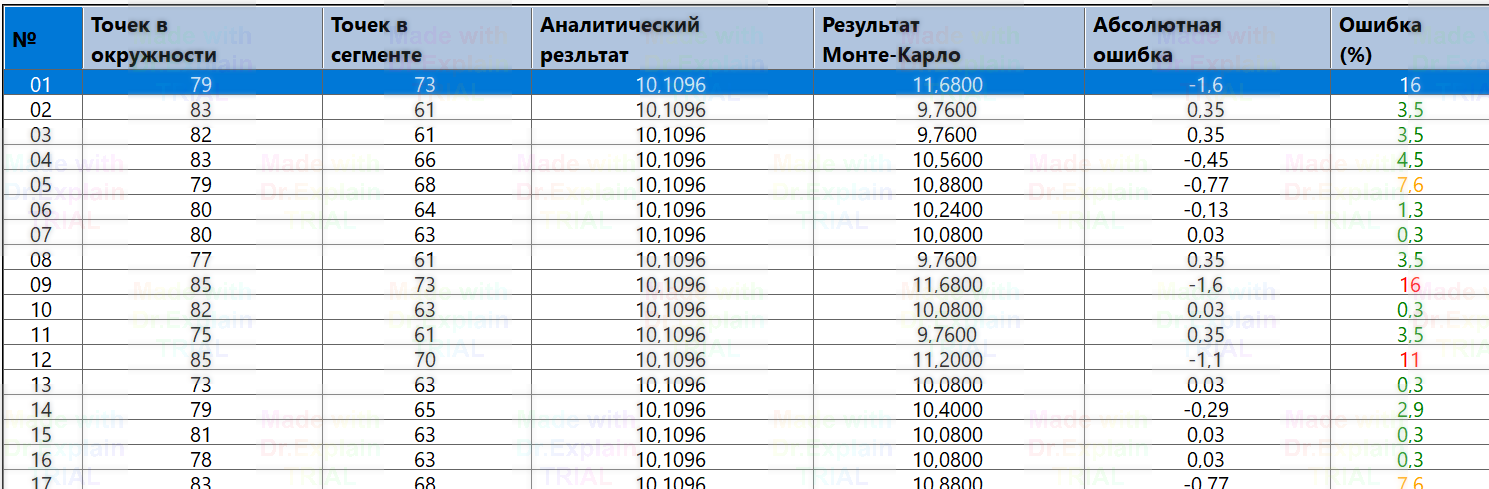 № Точек в окружности Точек в сегменте Аналитический резльтат Результат Монте-Карло Абсолютная ошибка Ошибка (%)
01 79 73 10,1096 11,6800 -1,6 16
02 83 61 10,1096 9,7600 0,35 3,5
03 82 61 10,1096 9,7600 0,35 3,5
04 83 66 10,1096 10,5600 -0,45 4,5
05 79 68 10,1096 10,8800 -0,77 7,6
06 80 64 10,1096 10,2400 -0,13 1,3
07 80 63 10,1096 10,0800 0,03 0,3
08 77 61 10,1096 9,7600 0,35 3,5
09 85 73 10,1096 11,6800 -1,6 16
10 82 63 10,1096 10,0800 0,03 0,3
11 75 61 10,1096 9,7600 0,35 3,5
12 85 70 10,1096 11,2000 -1,1 11
13 73 63 10,1096 10,0800 0,03 0,3
14 79 65 10,1096 10,4000 -0,29 2,9
15 81 63 10,1096 10,0800 0,03 0,3
16 78 63 10,1096 10,0800 0,03 0,3
17 83 68 10,1096 10,8800 -0,77 7,6
Made with
Dr.Explain
TRIAL